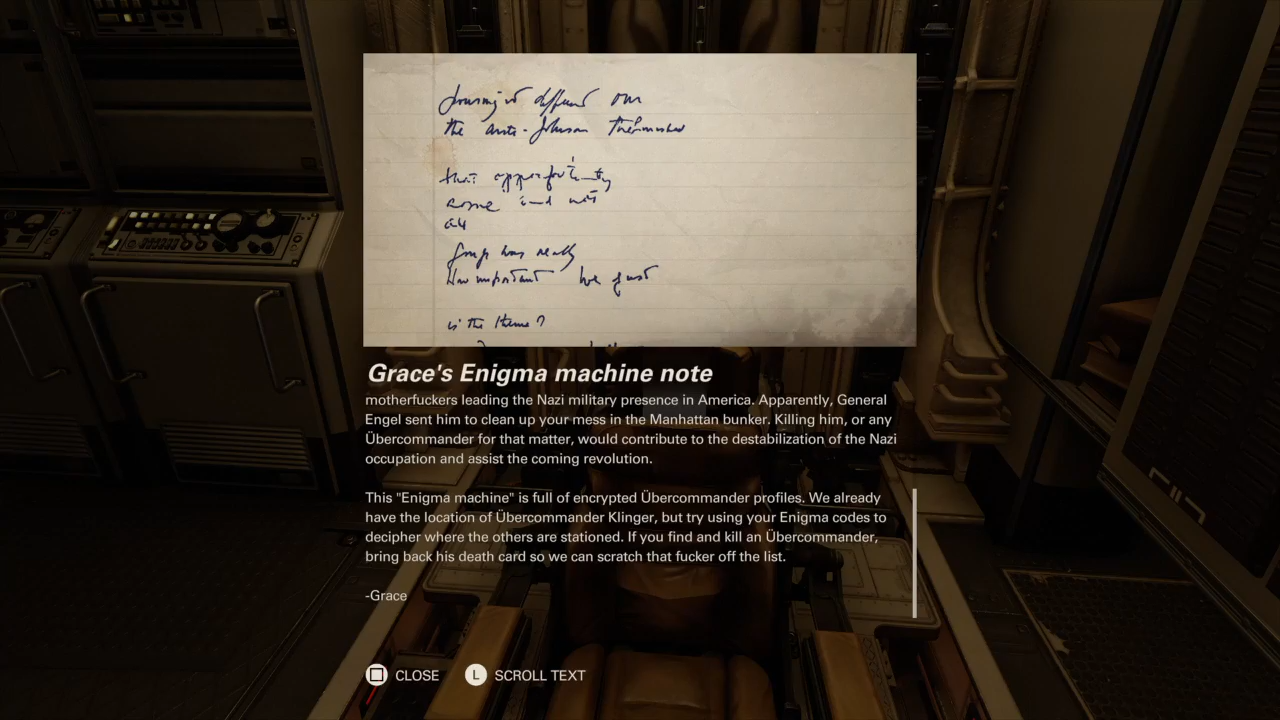 the
is the theme?
Grace's Enigma machine note
motherfuckers leading the Nazi military presence in America. Apparently, General
Engel sent him to clean up your mess in the Manhattan bunker. Killing him, or any
Übercommander for that matter, would contribute to the destabilization of the Nazi
occupation and assist the coming revolution.
This "Enigma machine" is full of encrypted Übercommander profiles. We already
have the location of Übercommander Klinger, but try using your Enigma codes to
decipher where the others are stationed. If you find and kill an Übercommander,
bring back his death card so we can scratch that fucker off the list.
-Grace
CLOSE L SCROLL TEXT